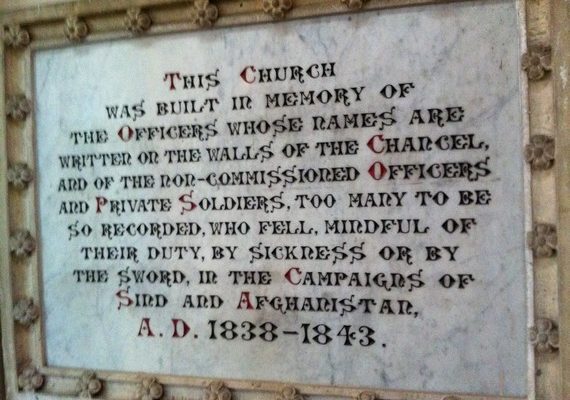 This Church
was built in memory of
the Officers whose names are
written on the walls of the Chancel,
and of the non-commissioned Officers
and Private Soldiers, too many to be
so recorded, who fell, mindful of
their duty, by sickness or by
the sword, in the Campaigns of
Sind and Afghanistan,
A.D. 1838-1843.